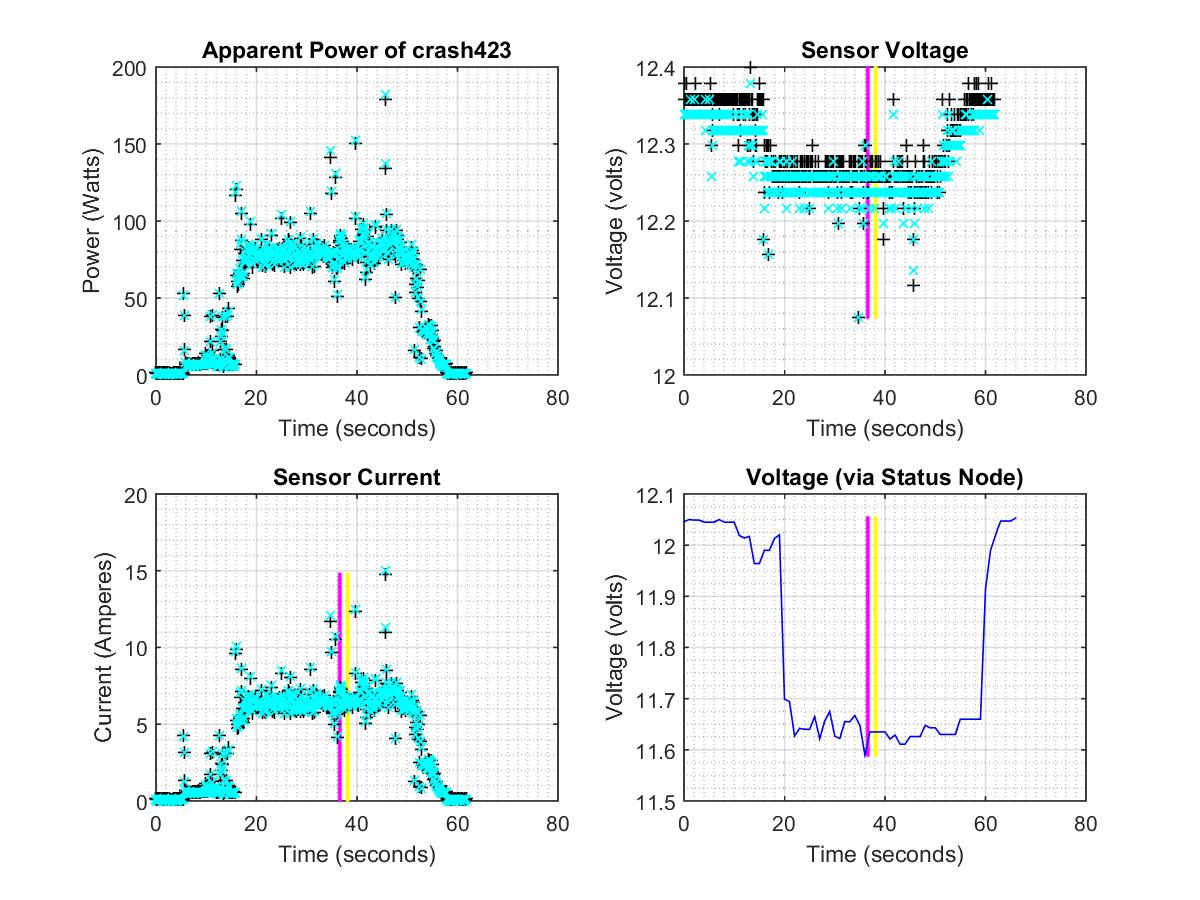 Apparent Power of crash423
200
150
100
50
0
Power (Watts)
0 20 40 60 80
Time (seconds)
Sensor Voltage
12.4
12.3
12.2
12.1
12
Voltage (volts)
0 20 40 60 80
Time (seconds)
Sensor Current
20
15
10
5
0
Current (Amperes)
0 20 40 60 80
Time (seconds)
Voltage (via Status Node)
12.1
12
11.9
11.8
11.7
11.6
11.5
Voltage (volts)
0 20 40 60 80
Time (seconds)